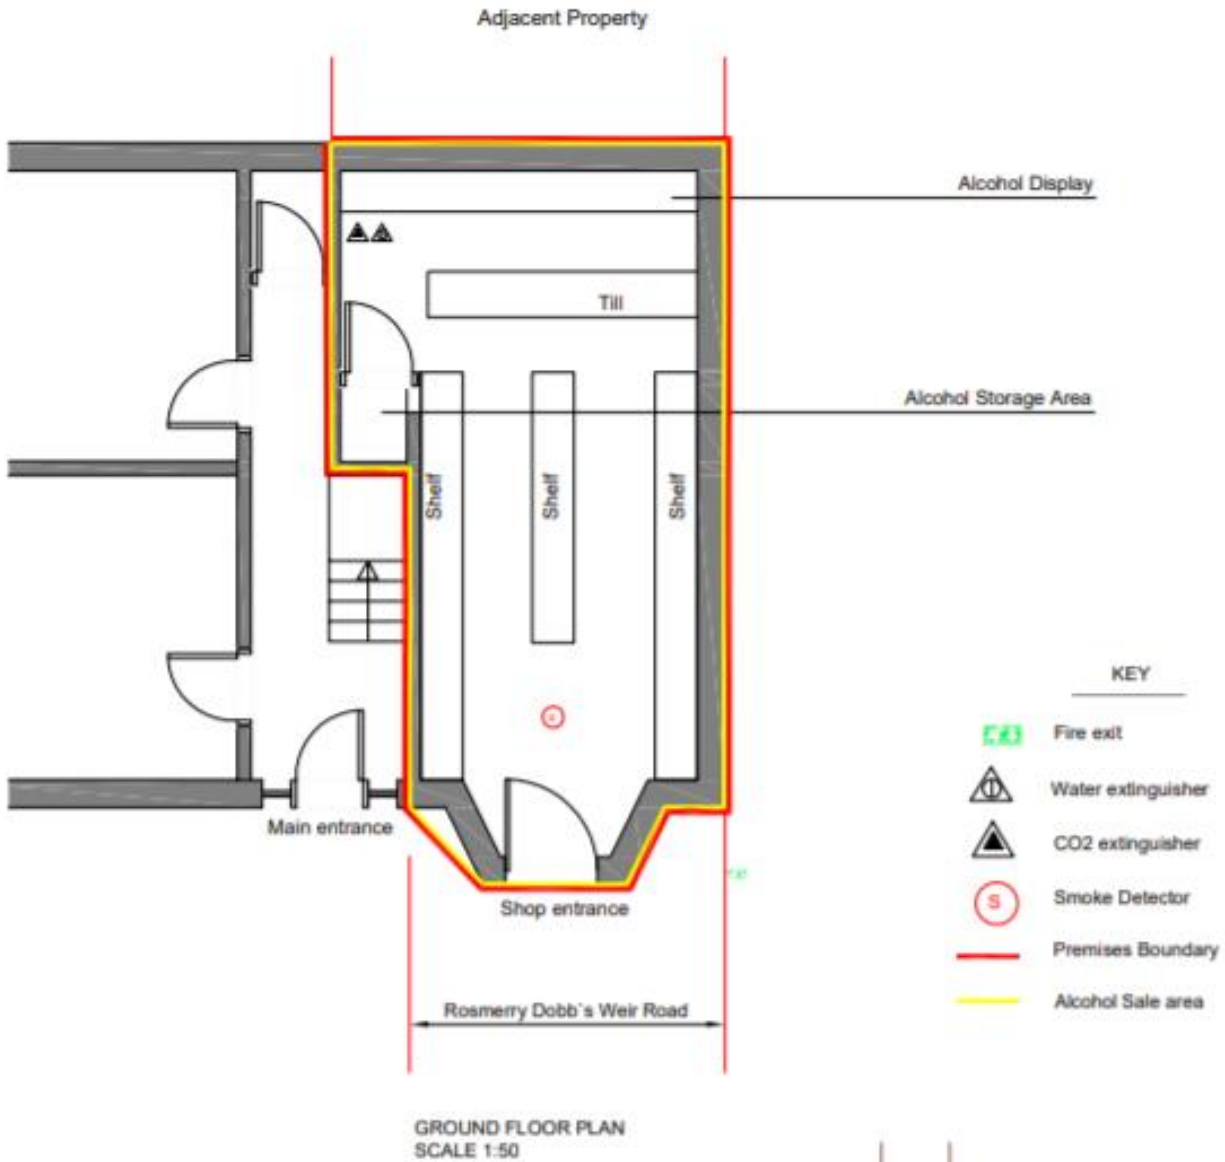 Adjacent Property
Alcohol Display
Till
Alcohol Storage Area
Shelf
Shelf
Shelf
KEY
Fire exit
Water extinguisher
Main entrance
CO2 extinguisher
S
Smoke Detector
Shop entrance
Premises Boundary
Alcohol Sale area
Rosmerry Dobb`s Weir Road
GROUND FLOOR PLAN
SCALE 1:50